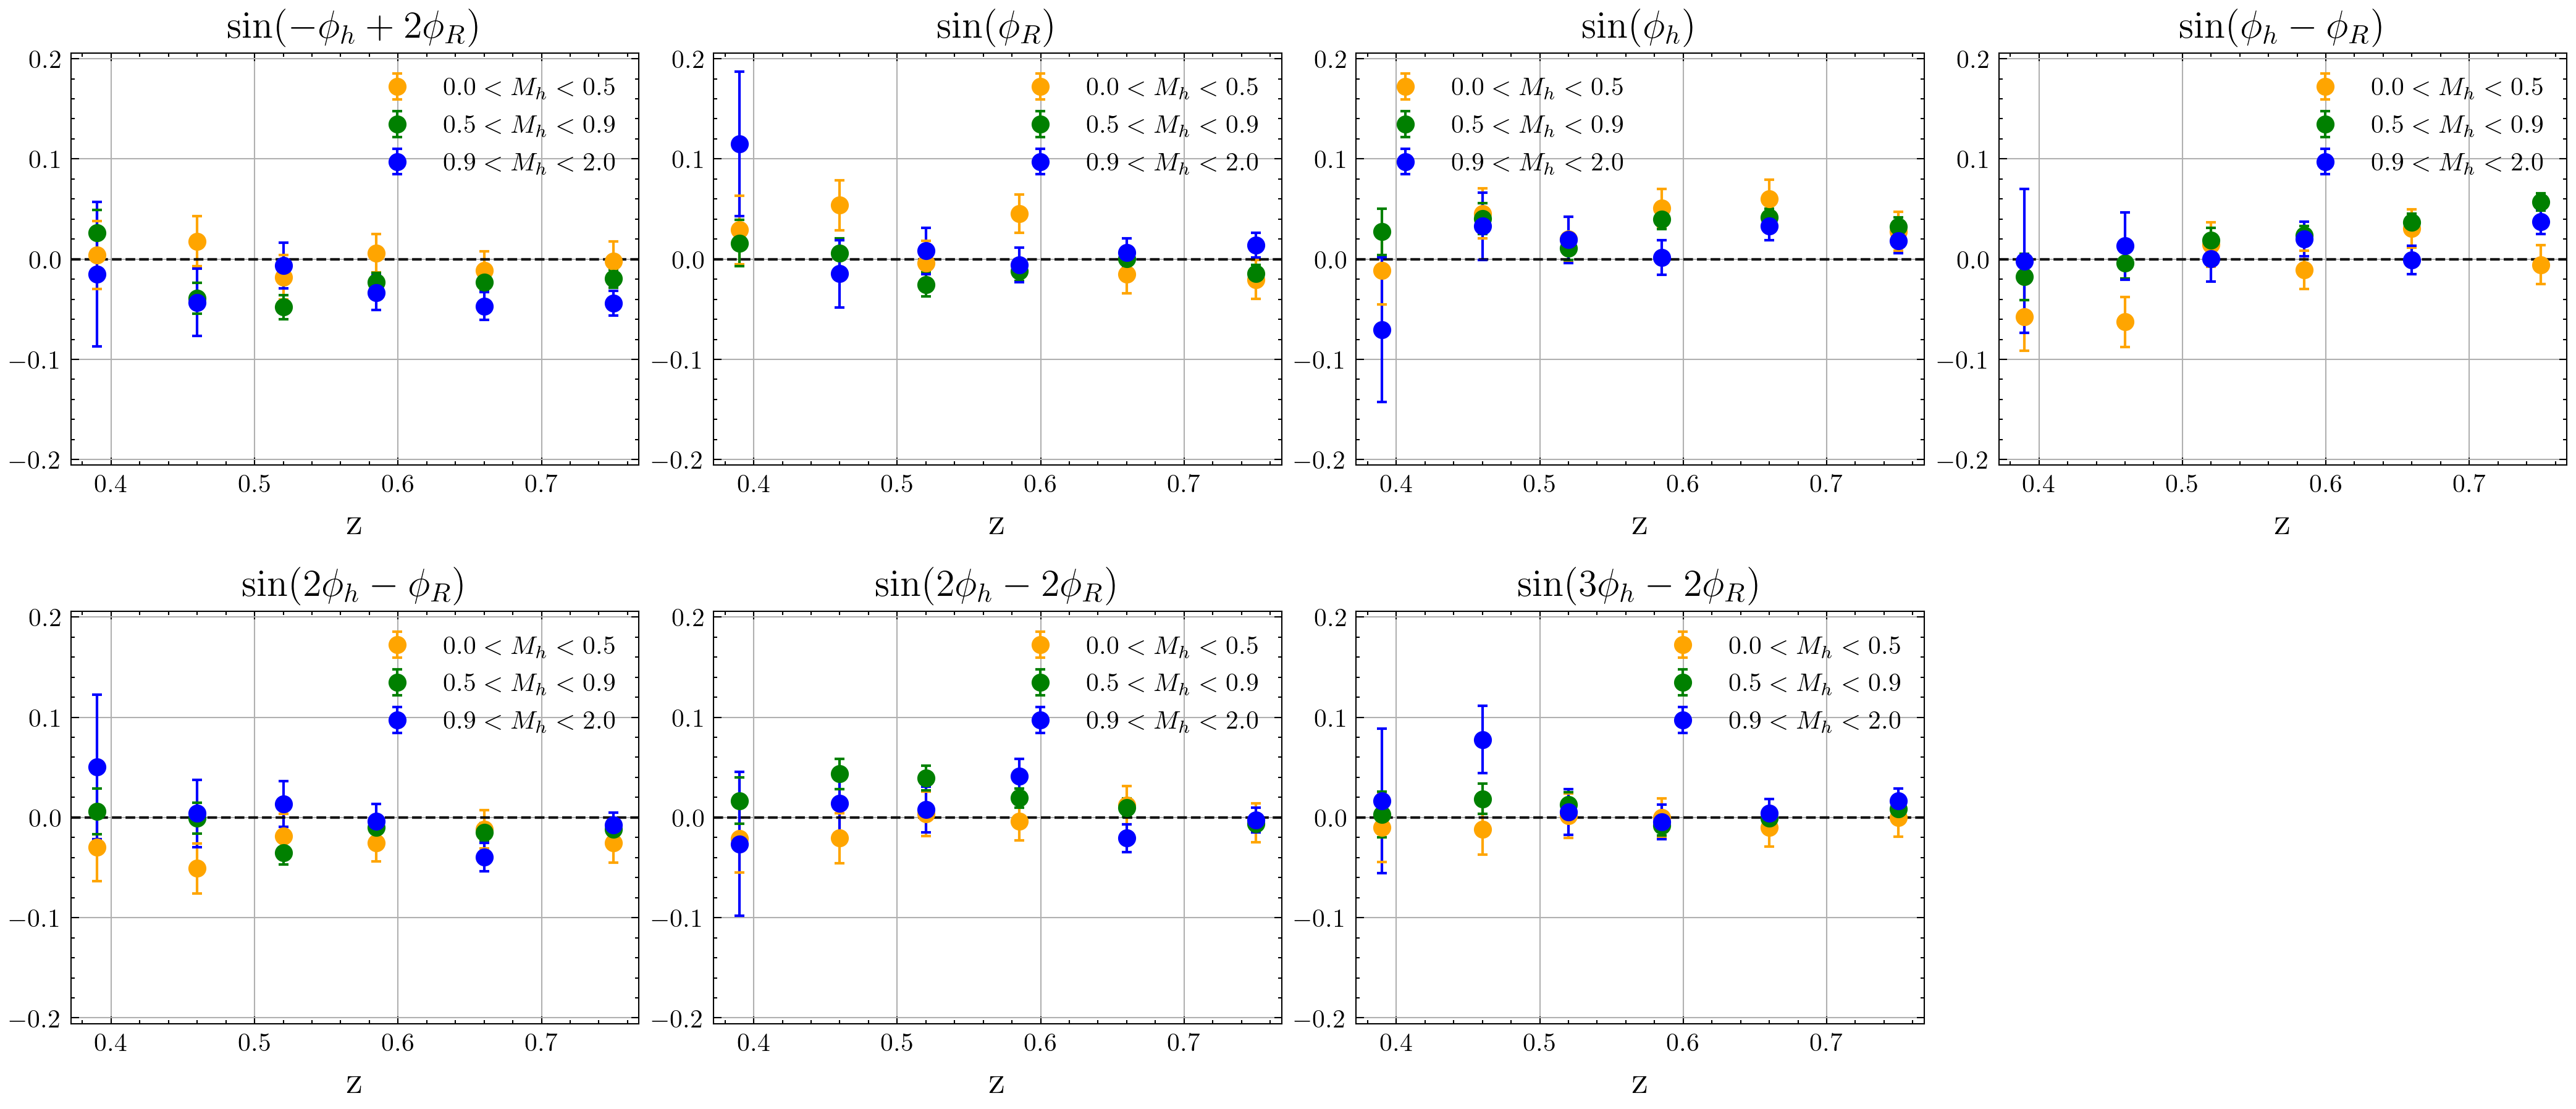 sin(−ϕ_h + 2ϕ_R)
0.2
0.1
0.0
−0.1
−0.2
0.0 < M_h < 0.5
0.5 < M_h < 0.9
0.9 < M_h < 2.0
0.4 0.5 0.6 0.7
z
sin(ϕ_R)
0.2
0.1
0.0
−0.1
−0.2
0.0 < M_h < 0.5
0.5 < M_h < 0.9
0.9 < M_h < 2.0
0.4 0.5 0.6 0.7
z
sin(ϕ_h)
0.2
0.1
0.0
−0.1
−0.2
0.0 < M_h < 0.5
0.5 < M_h < 0.9
0.9 < M_h < 2.0
0.4 0.5 0.6 0.7
z
sin(ϕ_h − ϕ_R)
0.2
0.1
0.0
−0.1
−0.2
0.0 < M_h < 0.5
0.5 < M_h < 0.9
0.9 < M_h < 2.0
0.4 0.5 0.6 0.7
z
sin(2ϕ_h − ϕ_R)
0.2
0.1
0.0
−0.1
−0.2
0.0 < M_h < 0.5
0.5 < M_h < 0.9
0.9 < M_h < 2.0
0.4 0.5 0.6 0.7
z
sin(2ϕ_h − 2ϕ_R)
0.2
0.1
0.0
−0.1
−0.2
0.0 < M_h < 0.5
0.5 < M_h < 0.9
0.9 < M_h < 2.0
0.4 0.5 0.6 0.7
z
sin(3ϕ_h − 2ϕ_R)
0.2
0.1
0.0
−0.1
−0.2
0.0 < M_h < 0.5
0.5 < M_h < 0.9
0.9 < M_h < 2.0
0.4 0.5 0.6 0.7
z